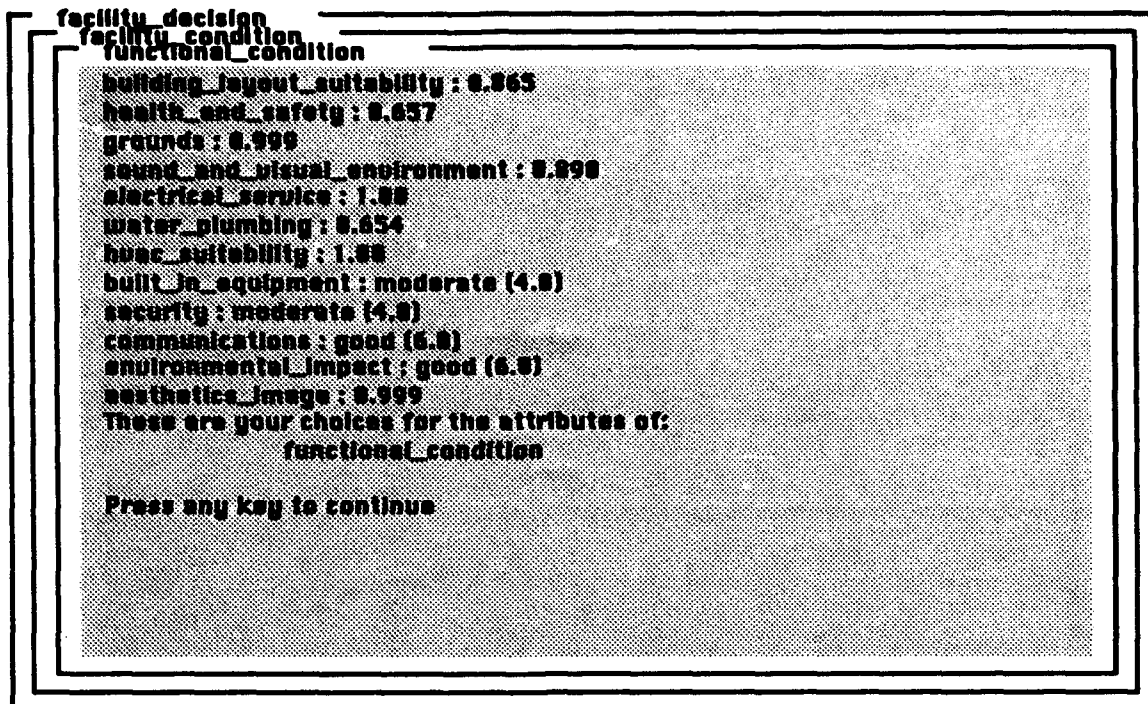 facility_decision
facility_condition
functional_condition
building_layout_suitability : 0.865
health_and_safety : 0.657
grounds : 0.999
sound_and_visual_environment : 0.890
electrical_service : 1.00
water_plumbing : 0.654
hvac_suitability : 1.00
built_in_equipment : moderate (4.0)
security : moderate (4.0)
communications : good (6.0)
environmental_impact : good (6.0)
aesthetics_image : 0.999
These are your choices for the attributes of:
functional_condition
Press any key to continue